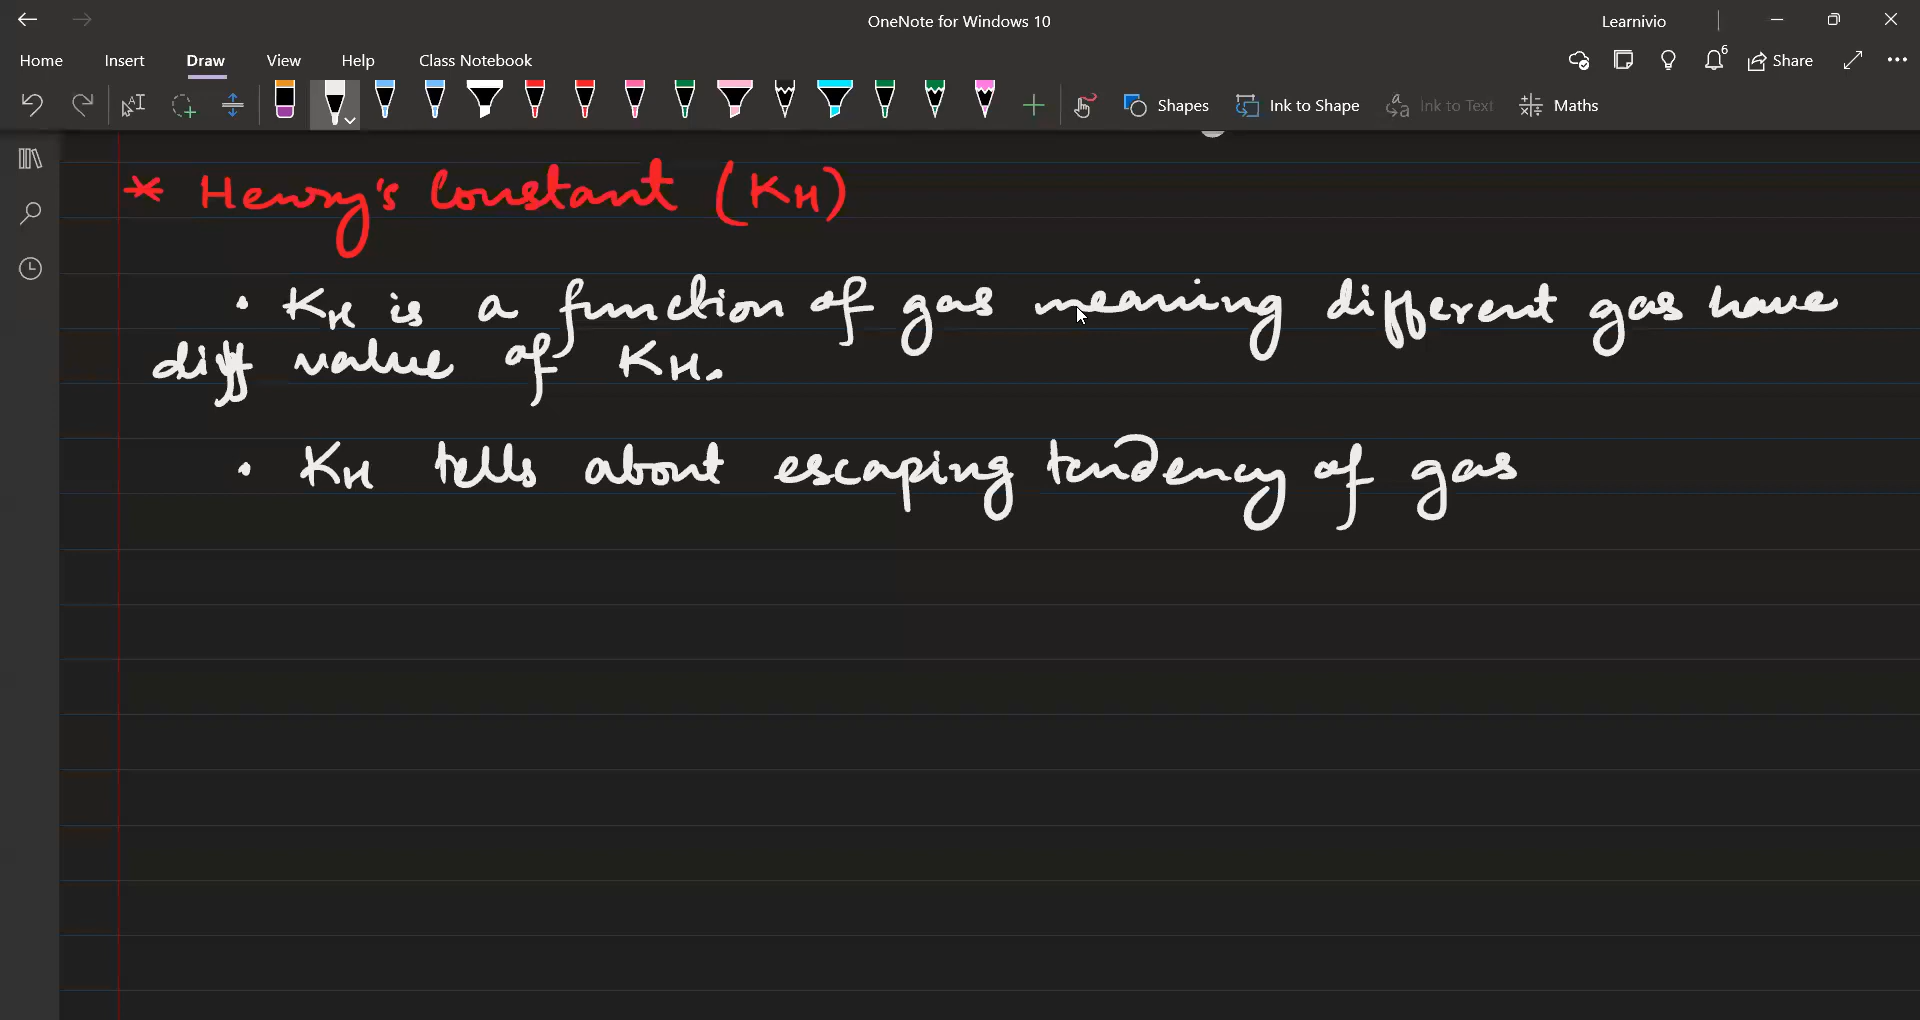 OneNote for Windows 10
Learnivio
Home Insert Draw View Help Class Notebook
6
Share
Shapes Ink to Shape Ink to Text Maths
* Henry's Constant (KH)
• KH is a function of gas meaning different gas have
diff value of KH.
• KH tells about escaping tendency of gas